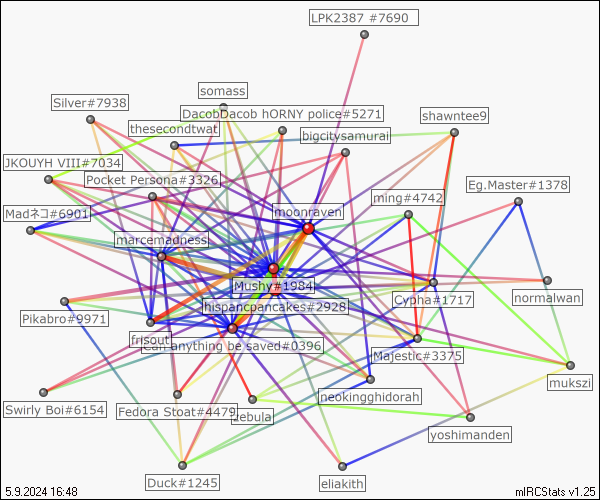 LPK2387 #7690
somass
Silver#7938
DacobDacob hORNY police#5271
shawntee9
thesecondtwat
bigcitysamurai
JKOUYH VIII#7034
Pocket Persona#3326
Eg.Master#1378
ming#4742
Madネコ#6901
moonraven
marcemadness
Mushy#1984
Cypha#1717
normalwan
hispancpancakes#2928
Pikabro#9971
frisout
Can anything be saved#0396
Majestic#3375
mukszi
neokingghidorah
Swirly Boi#6154
Fedora Stoat#4479
zebula
yoshimanden
Duck#1245
eliakith
5.9.2024 16:48
mIRCStats v1.25